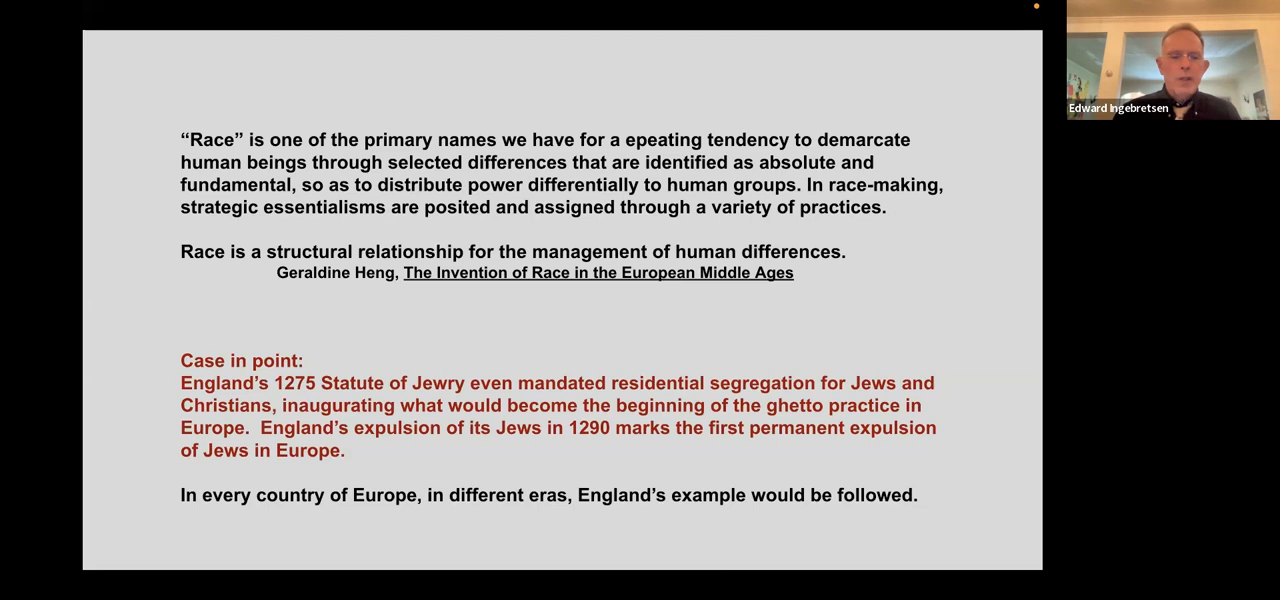 “Race” is one of the primary names we have for a epeating tendency to demarcate
human beings through selected differences that are identified as absolute and
fundamental, so as to distribute power differentially to human groups. In race-making,
strategic essentialisms are posited and assigned through a variety of practices.
Race is a structural relationship for the management of human differences.
Geraldine Heng, The Invention of Race in the European Middle Ages
Case in point:
England’s 1275 Statute of Jewry even mandated residential segregation for Jews and
Christians, inaugurating what would become the beginning of the ghetto practice in
Europe.  England’s expulsion of its Jews in 1290 marks the first permanent expulsion
of Jews in Europe.
In every country of Europe, in different eras, England’s example would be followed.
Edward Ingebretsen